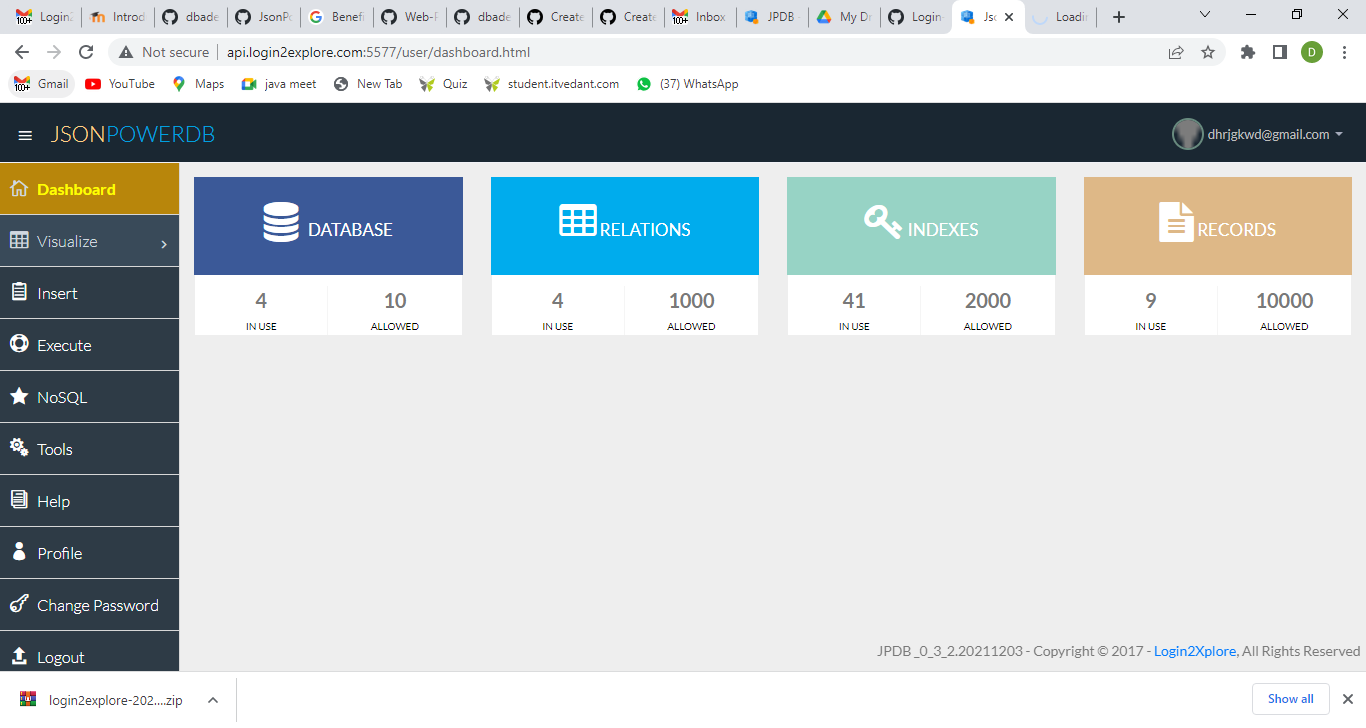 Login2 Introd dbade JsonPo Benefi Web-F dbade Create Create Inbox JPDB My Dr Login Jso Loadin
Not secure api.login2explore.com:5577/user/dashboard.html D
Gmail YouTube Maps java meet New Tab Quiz student.itvedant.com (37) WhatsApp
JSONPOWERDB dhrjgkwd@gmail.com
Dashboard
Visualize
Insert
Execute
NoSQL
Tools
Help
Profile
Change Password
Logout
DATABASE
4 10
IN USE ALLOWED
RELATIONS
4 1000
IN USE ALLOWED
INDEXES
41 2000
IN USE ALLOWED
RECORDS
9 10000
IN USE ALLOWED
JPDB _0_3_2.20211203 - Copyright © 2017 - Login2Xplore, All Rights Reserved
login2explore-202....zip Show all